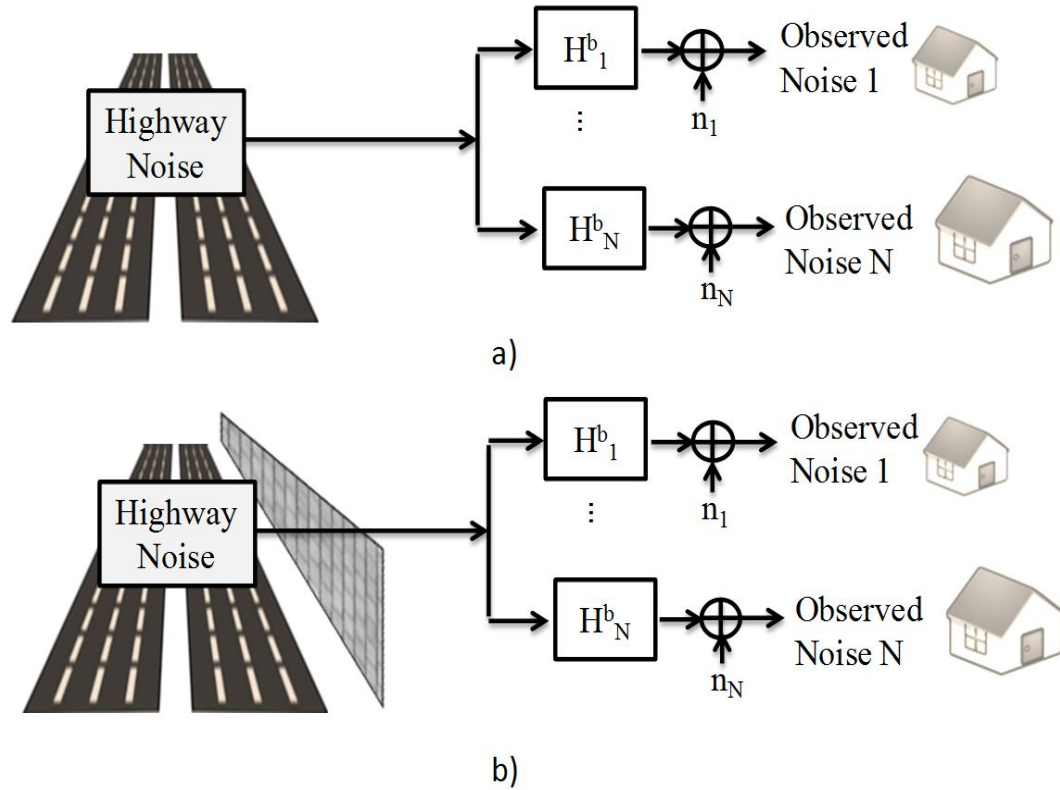 Highway
Noise
H^b_1
n_1
Observed
Noise 1
...
H^b_N
n_N
Observed
Noise N
a)
Highway
Noise
H^b_1
n_1
Observed
Noise 1
...
H^b_N
n_N
Observed
Noise N
b)